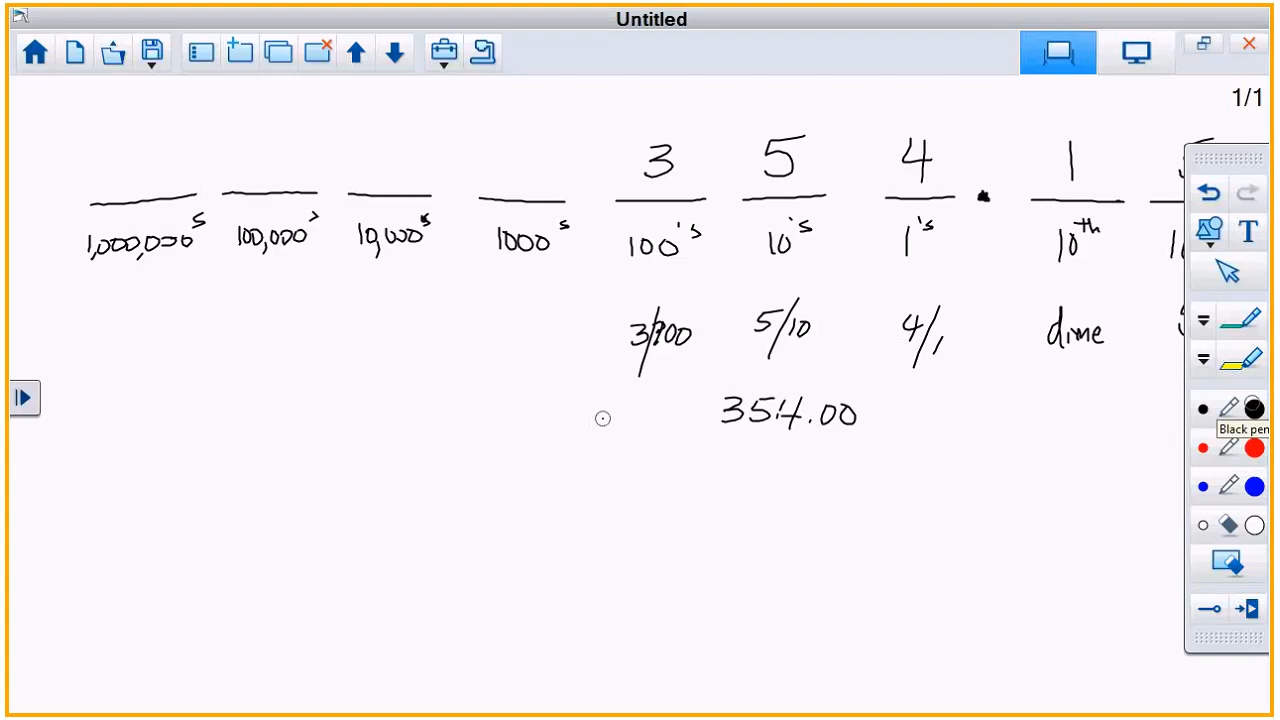 Untitled
1/1
3 5 4 . 1
1,000,000s 100,000s 10,000s 1000s 100's 10's 1's 10th
3/100 5/10 4/1 dime
354.00
T
Black pen